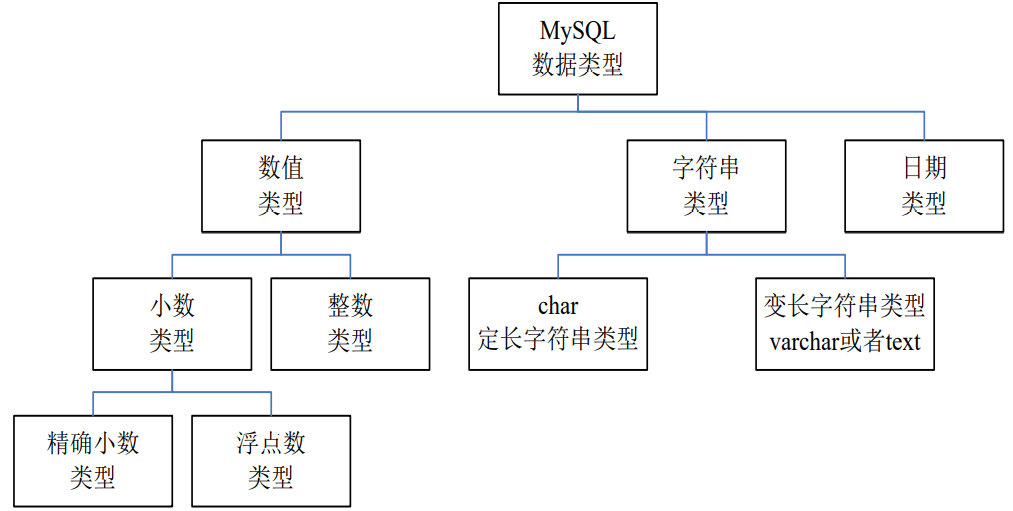 MySQL
数据类型
数值
类型
字符串
类型
日期
类型
小数
类型
整数
类型
char
定长字符串类型
变长字符串类型
varchar或者text
精确小数
类型
浮点数
类型